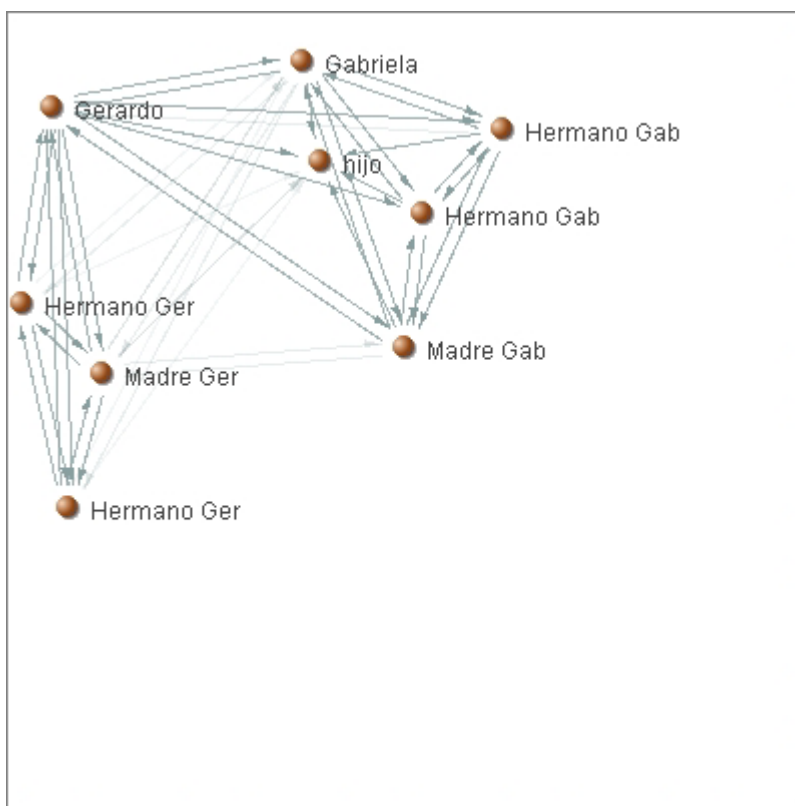 Gabriela
Gerardo
Hermano Gab
hijo
Hermano Gab
Hermano Ger
Madre Gab
Madre Ger
Hermano Ger